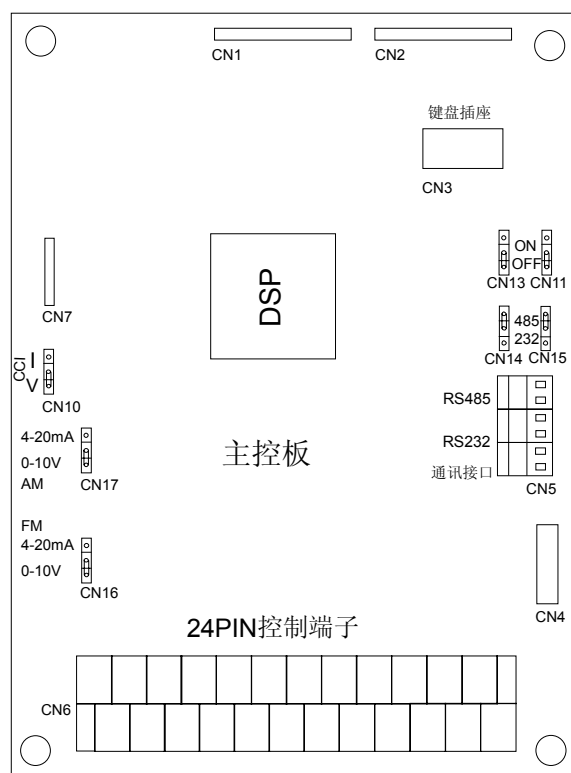 CN1
CN2
键盘插座
CN3
DSP
ON
OFF
CN13
CN11
CN7
485
232
CN14
CN15
CCI
I
V
CN10
RS485
RS232
通讯接口
CN5
4-20mA
0-10V
AM
CN17
主控板
FM
4-20mA
0-10V
CN16
CN4
24PIN控制端子
CN6